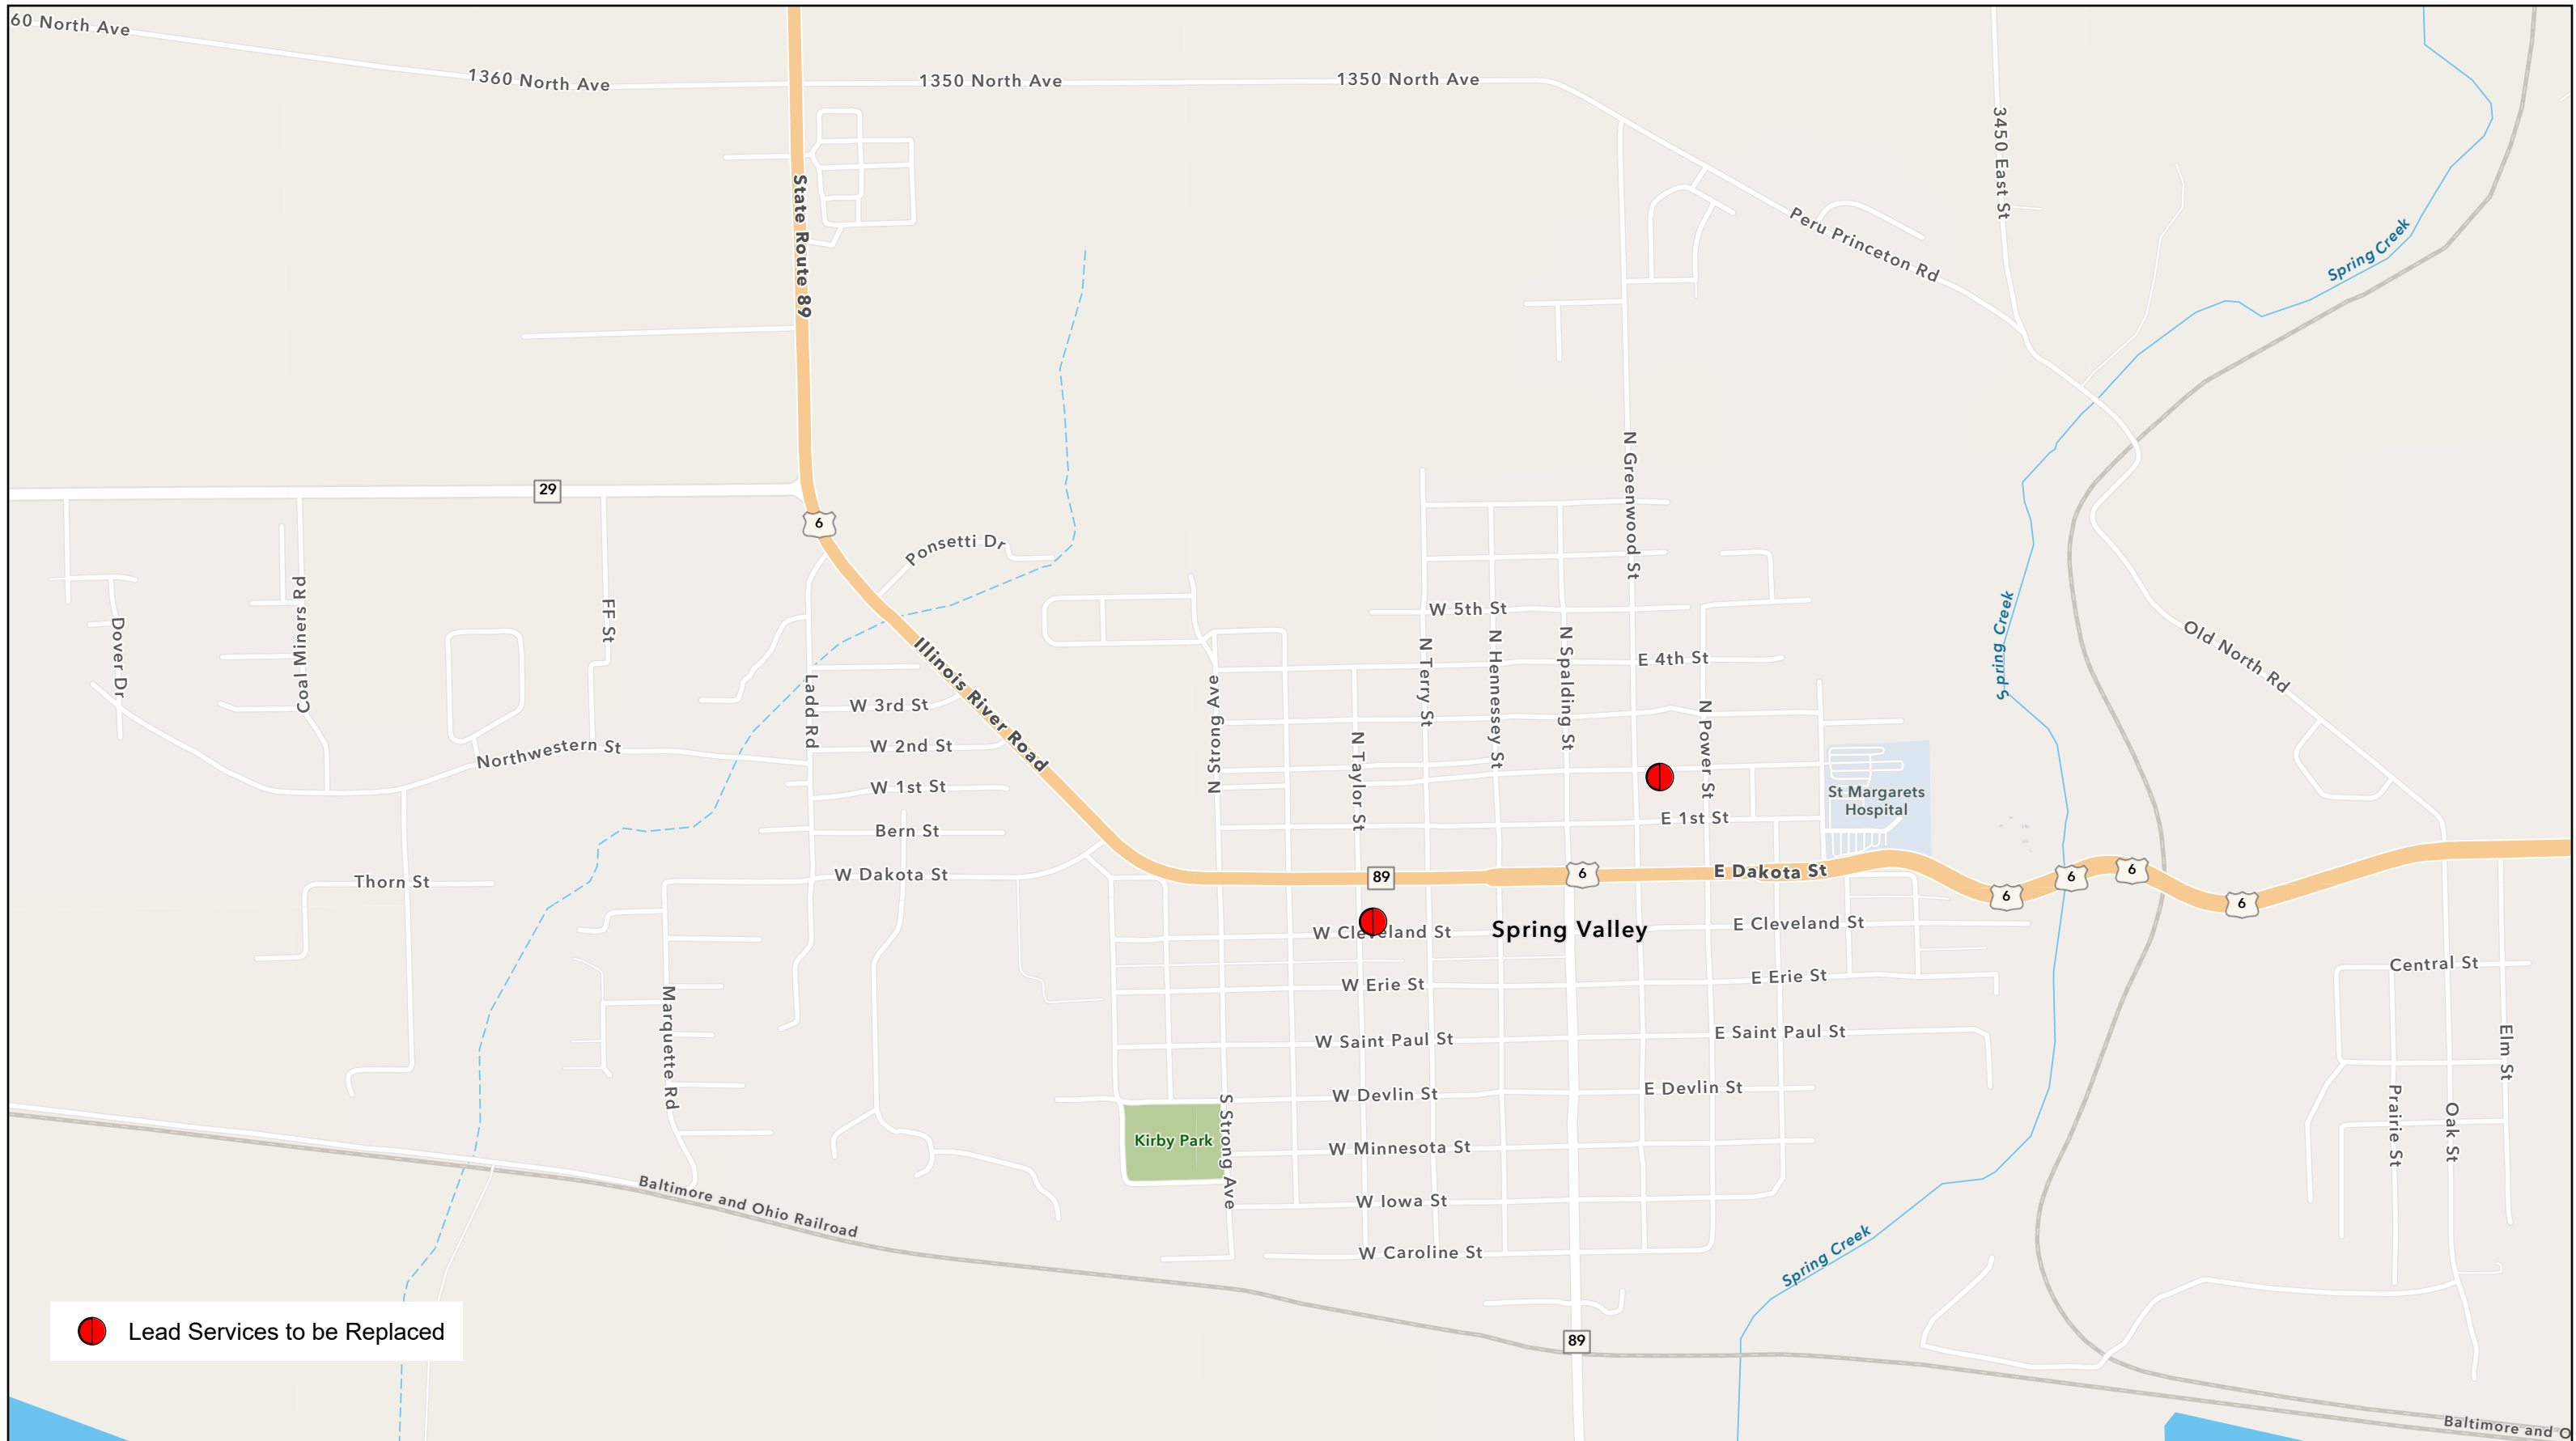 60 North Ave
1360 North Ave
1350 North Ave
1350 North Ave
3450 East St
State Route 89
Peru Princeton Rd
Spring Creek
29
6
N Greenwood St
Ponsetti Dr
Dover Dr
Coal Miners Rd
FF St
Illinois River Road
Ladd Rd
W 3rd St
W 2nd St
W 1st St
Bern St
W Dakota St
Northwestern St
Thorn St
Marquette Rd
W 5th St
E 4th St
N Strong Ave
N Taylor St
N Terry St
N Hennessey St
N Spalding St
N Power St
E 1st St
St Margarets
Hospital
Spring Creek
Old North Rd
89
6
E Dakota St
6
6
6
6
W Cleveland St
Spring Valley
E Cleveland St
W Erie St
E Erie St
W Saint Paul St
E Saint Paul St
W Devlin St
E Devlin St
Kirby Park
S Strong Ave
W Minnesota St
W Iowa St
W Caroline St
Central St
Elm St
Prairie St
Oak St
Baltimore and Ohio Railroad
Spring Creek
89
Lead Services to be Replaced
Baltimore and O